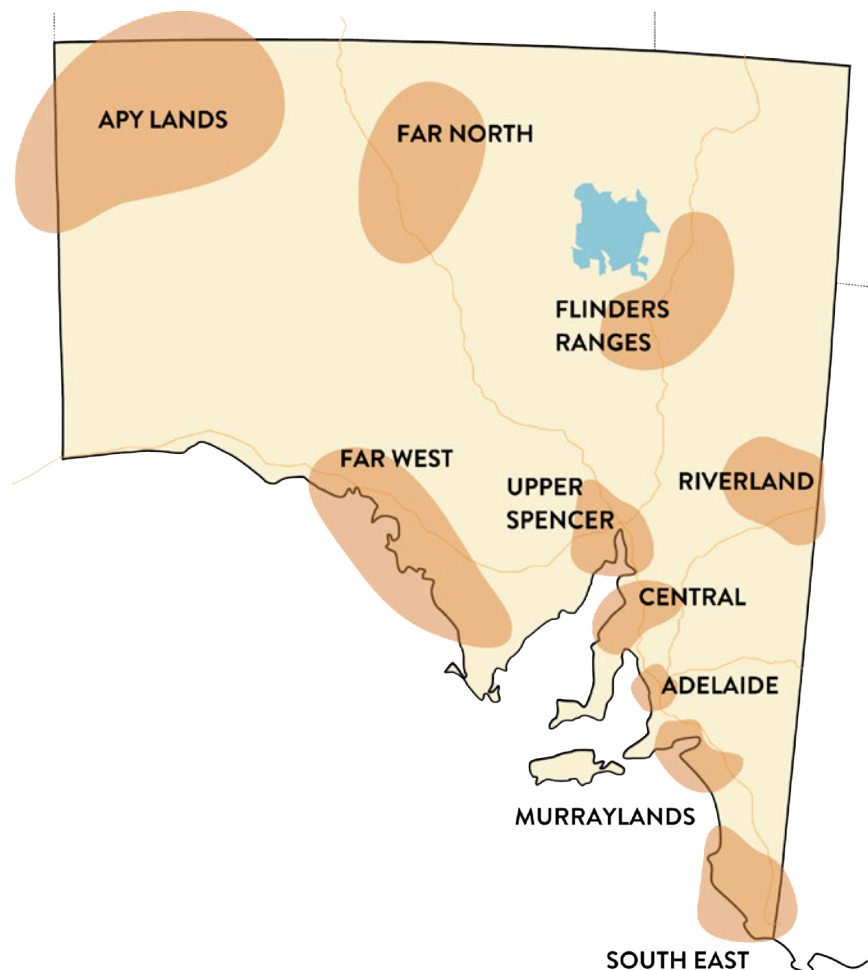 APY LANDS
FAR NORTH
FLINDERS
RANGES
FAR WEST
UPPER
SPENCER
RIVERLAND
CENTRAL
ADELAIDE
MURRAYLANDS
SOUTH EAST